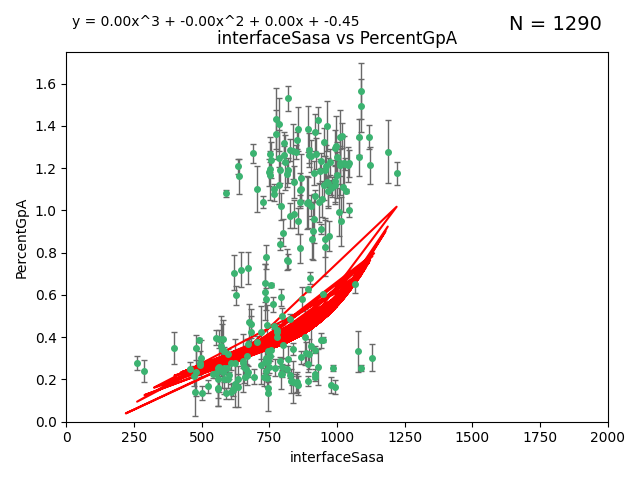 y = 0.00x^3 + -0.00x^2 + 0.00x + -0.45
N = 1290
interfaceSasa vs PercentGpA
PercentGpA
1.6
1.4
1.2
1.0
0.8
0.6
0.4
0.2
0.0
0 250 500 750 1000 1250 1500 1750 2000
interfaceSasa